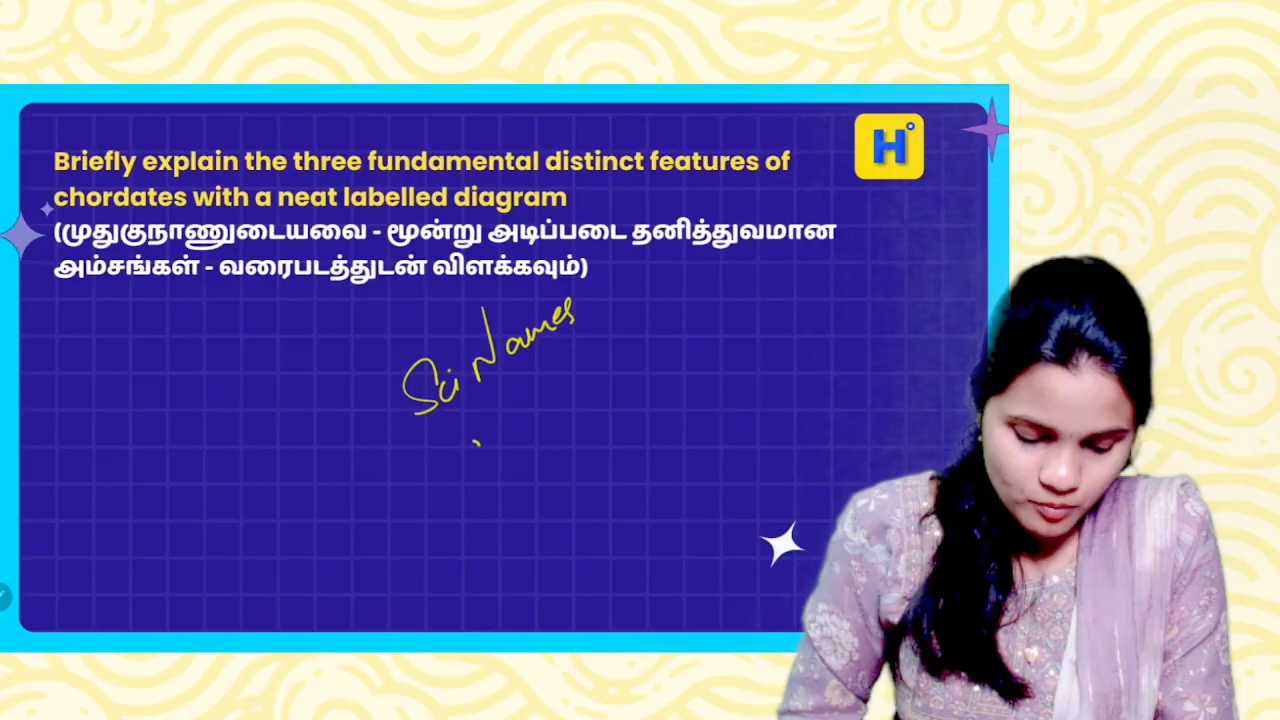 Briefly explain the three fundamental distinct features of
chordates with a neat labelled diagram
(முதுகுநாணுடையவை - மூன்று அடிப்படை தனித்துவமான
அம்சங்கள் - வரைபடத்துடன் விளக்கவும்)
H
Sci Names